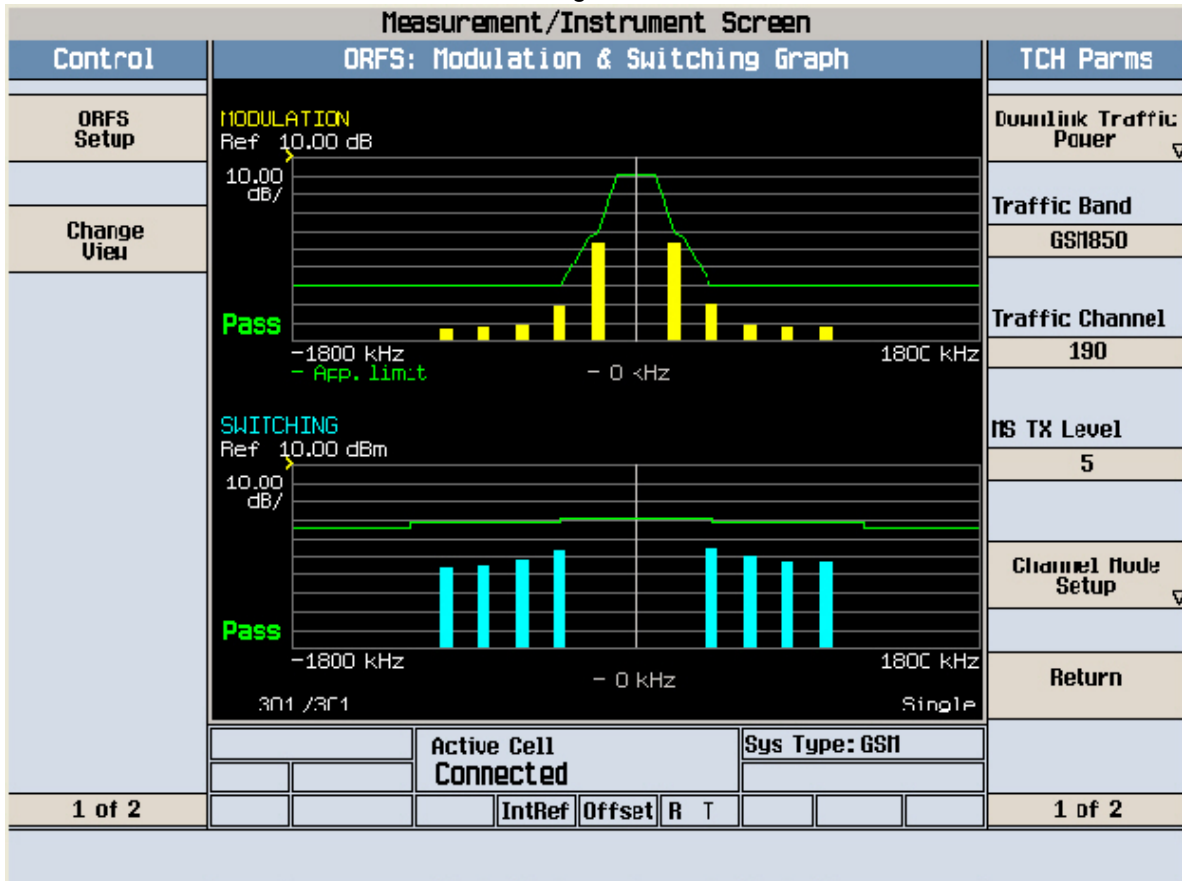 Measurement/Instrument Screen
Control
ORFS: Modulation & Switching Graph
TCH Parms
ORFS
Setup
Change
View
1 of 2
MODULATION
Ref 10.00 dB
10.00
dB/
Pass
-1800 kHz
1800 kHz
- App. limit
- 0 kHz
SWITCHING
Ref 10.00 dBm
10.00
dB/
Pass
-1800 kHz
1800 kHz
- 0 kHz
301 /301
Single
Active Cell
Connected
Sys Type: GSM
IntRef
Offset
R T
Downlink Traffic
Power
Traffic Band
GSM850
Traffic Channel
190
MS TX Level
5
Channel Mode
Setup
Return
1 of 2